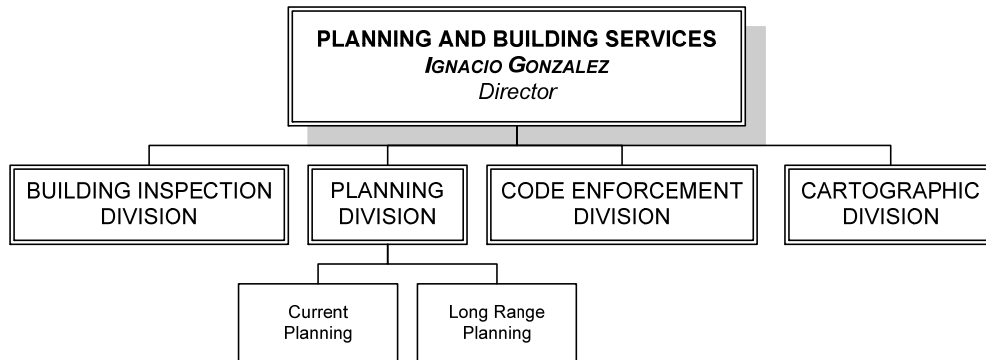 PLANNING AND BUILDING SERVICES
IGNACIO GONZALEZ
Director
BUILDING INSPECTION
DIVISION
PLANNING
DIVISION
CODE ENFORCEMENT
DIVISION
CARTOGRAPHIC
DIVISION
Current
Planning
Long Range
Planning